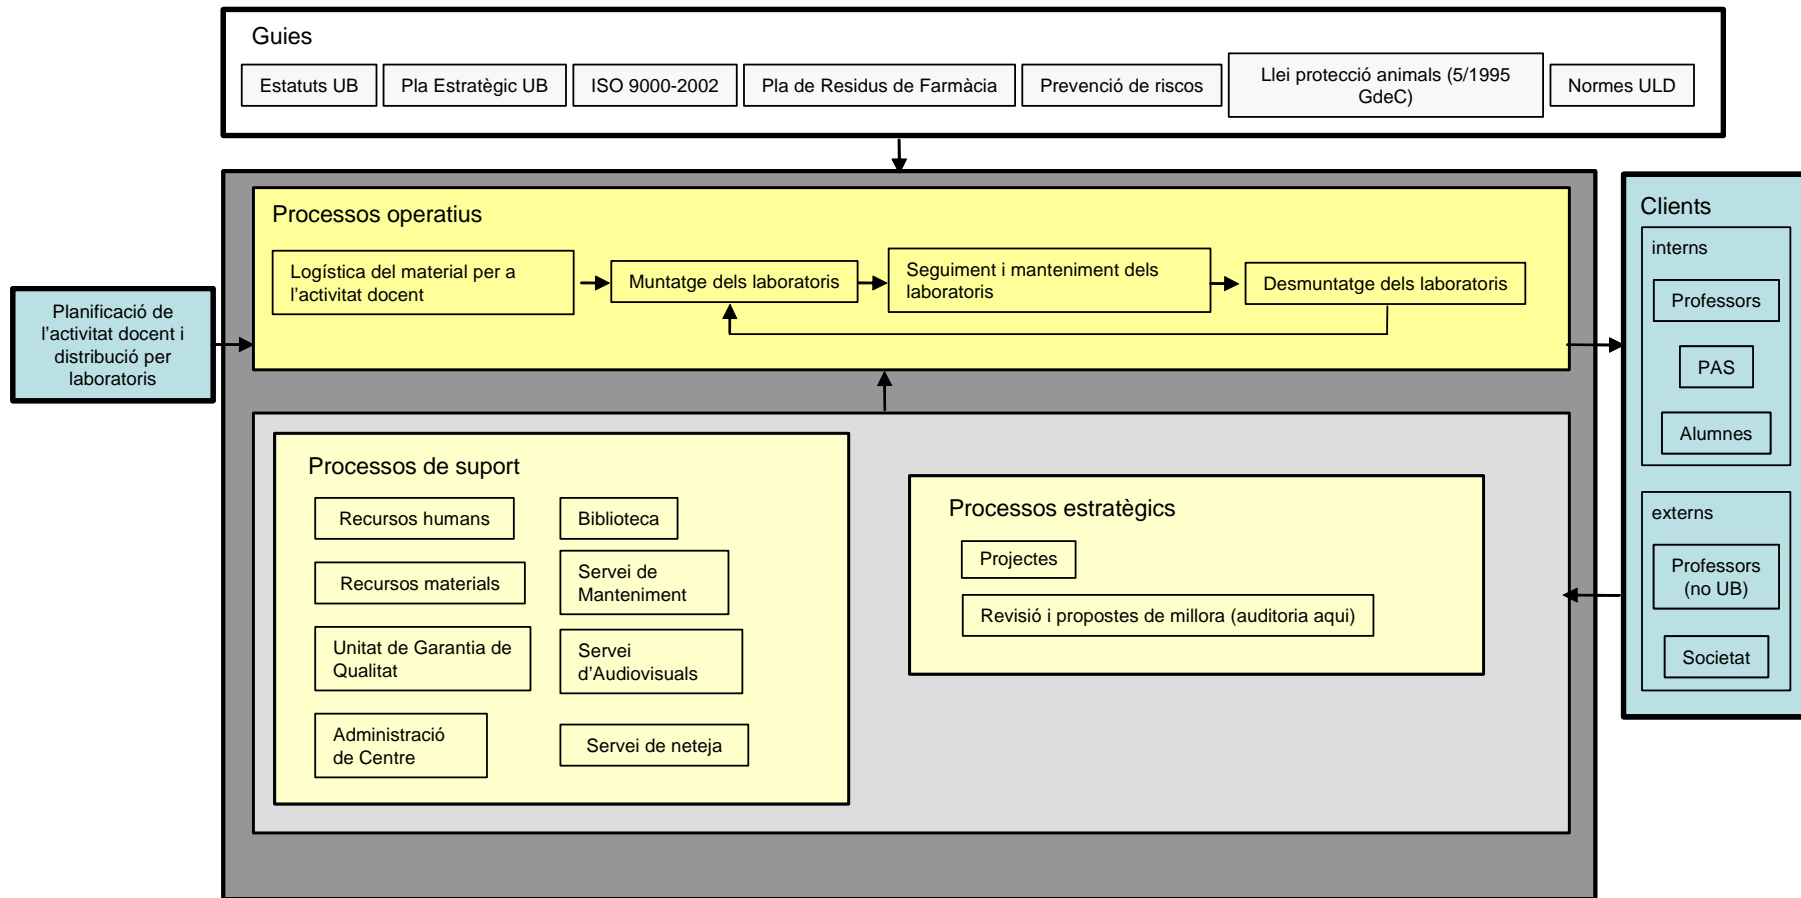 Guies
Estatuts UB
Pla Estratègic UB
ISO 9000-2002
Pla de Residus de Farmàcia
Prevenció de riscos
Llei protecció animals (5/1995
GdeC)
Normes ULD
Planificació de
l’activitat docent i
distribució per
laboratoris
Processos operatius
Logística del material per a
l’activitat docent
Muntatge dels laboratoris
Seguiment i manteniment dels
laboratoris
Desmuntatge dels laboratoris
Processos de suport
Recursos humans
Recursos materials
Unitat de Garantia de
Qualitat
Administració
de Centre
Biblioteca
Servei de
Manteniment
Servei
d’Audiovisuals
Servei de neteja
Processos estratègics
Projectes
Revisió i propostes de millora (auditoria aqui)
Clients
interns
Professors
PAS
Alumnes
externs
Professors
(no UB)
Societat